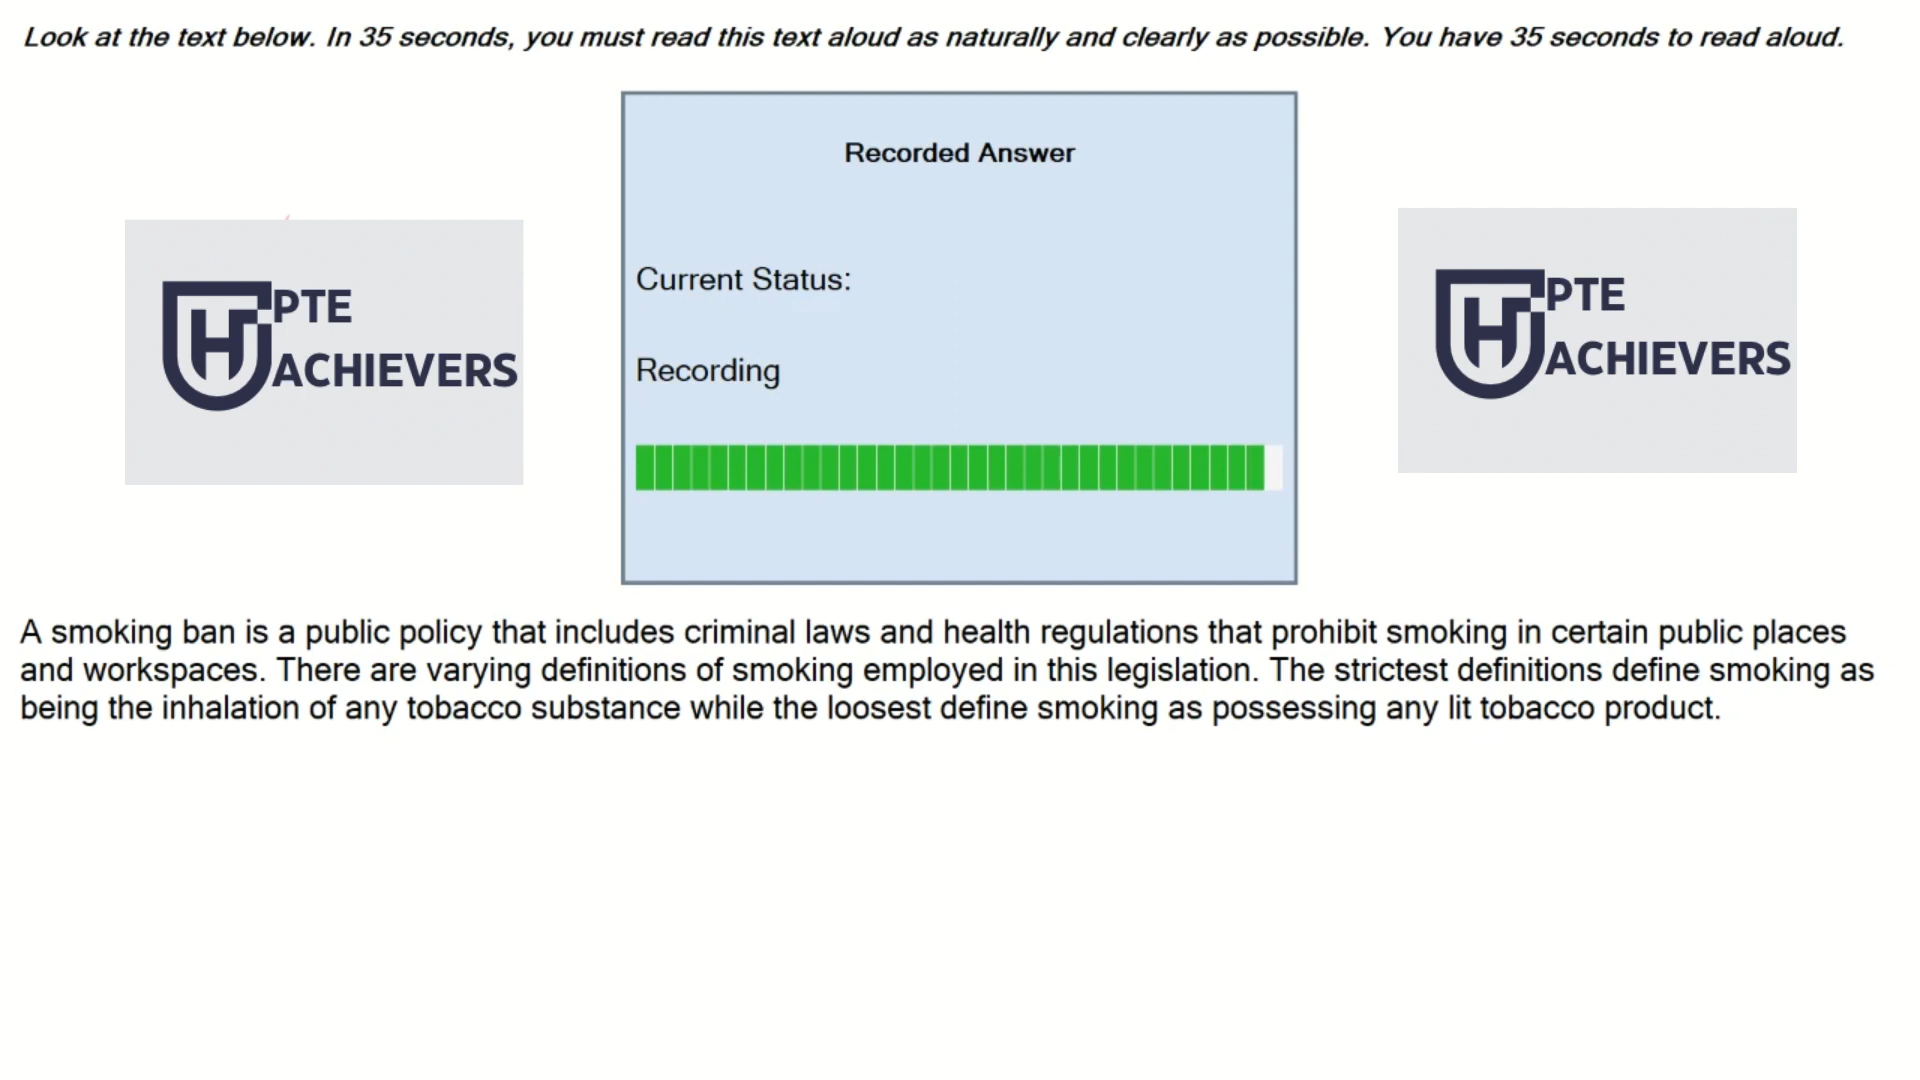 Look at the text below. In 35 seconds, you must read this text aloud as naturally and clearly as possible. You have 35 seconds to read aloud.
Recorded Answer
PTE
ACHIEVERS
Current Status:
Recording
PTE
ACHIEVERS
A smoking ban is a public policy that includes criminal laws and health regulations that prohibit smoking in certain public places
and workspaces. There are varying definitions of smoking employed in this legislation. The strictest definitions define smoking as
being the inhalation of any tobacco substance while the loosest define smoking as possessing any lit tobacco product.